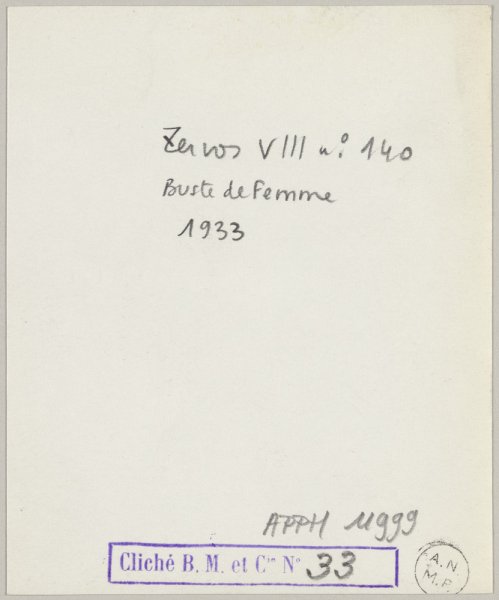 Zervos VIII n° 140
Buste de Femme
1933
APPH 11999
Cliché B. M. et Cie N° 33
A.N
M.P.